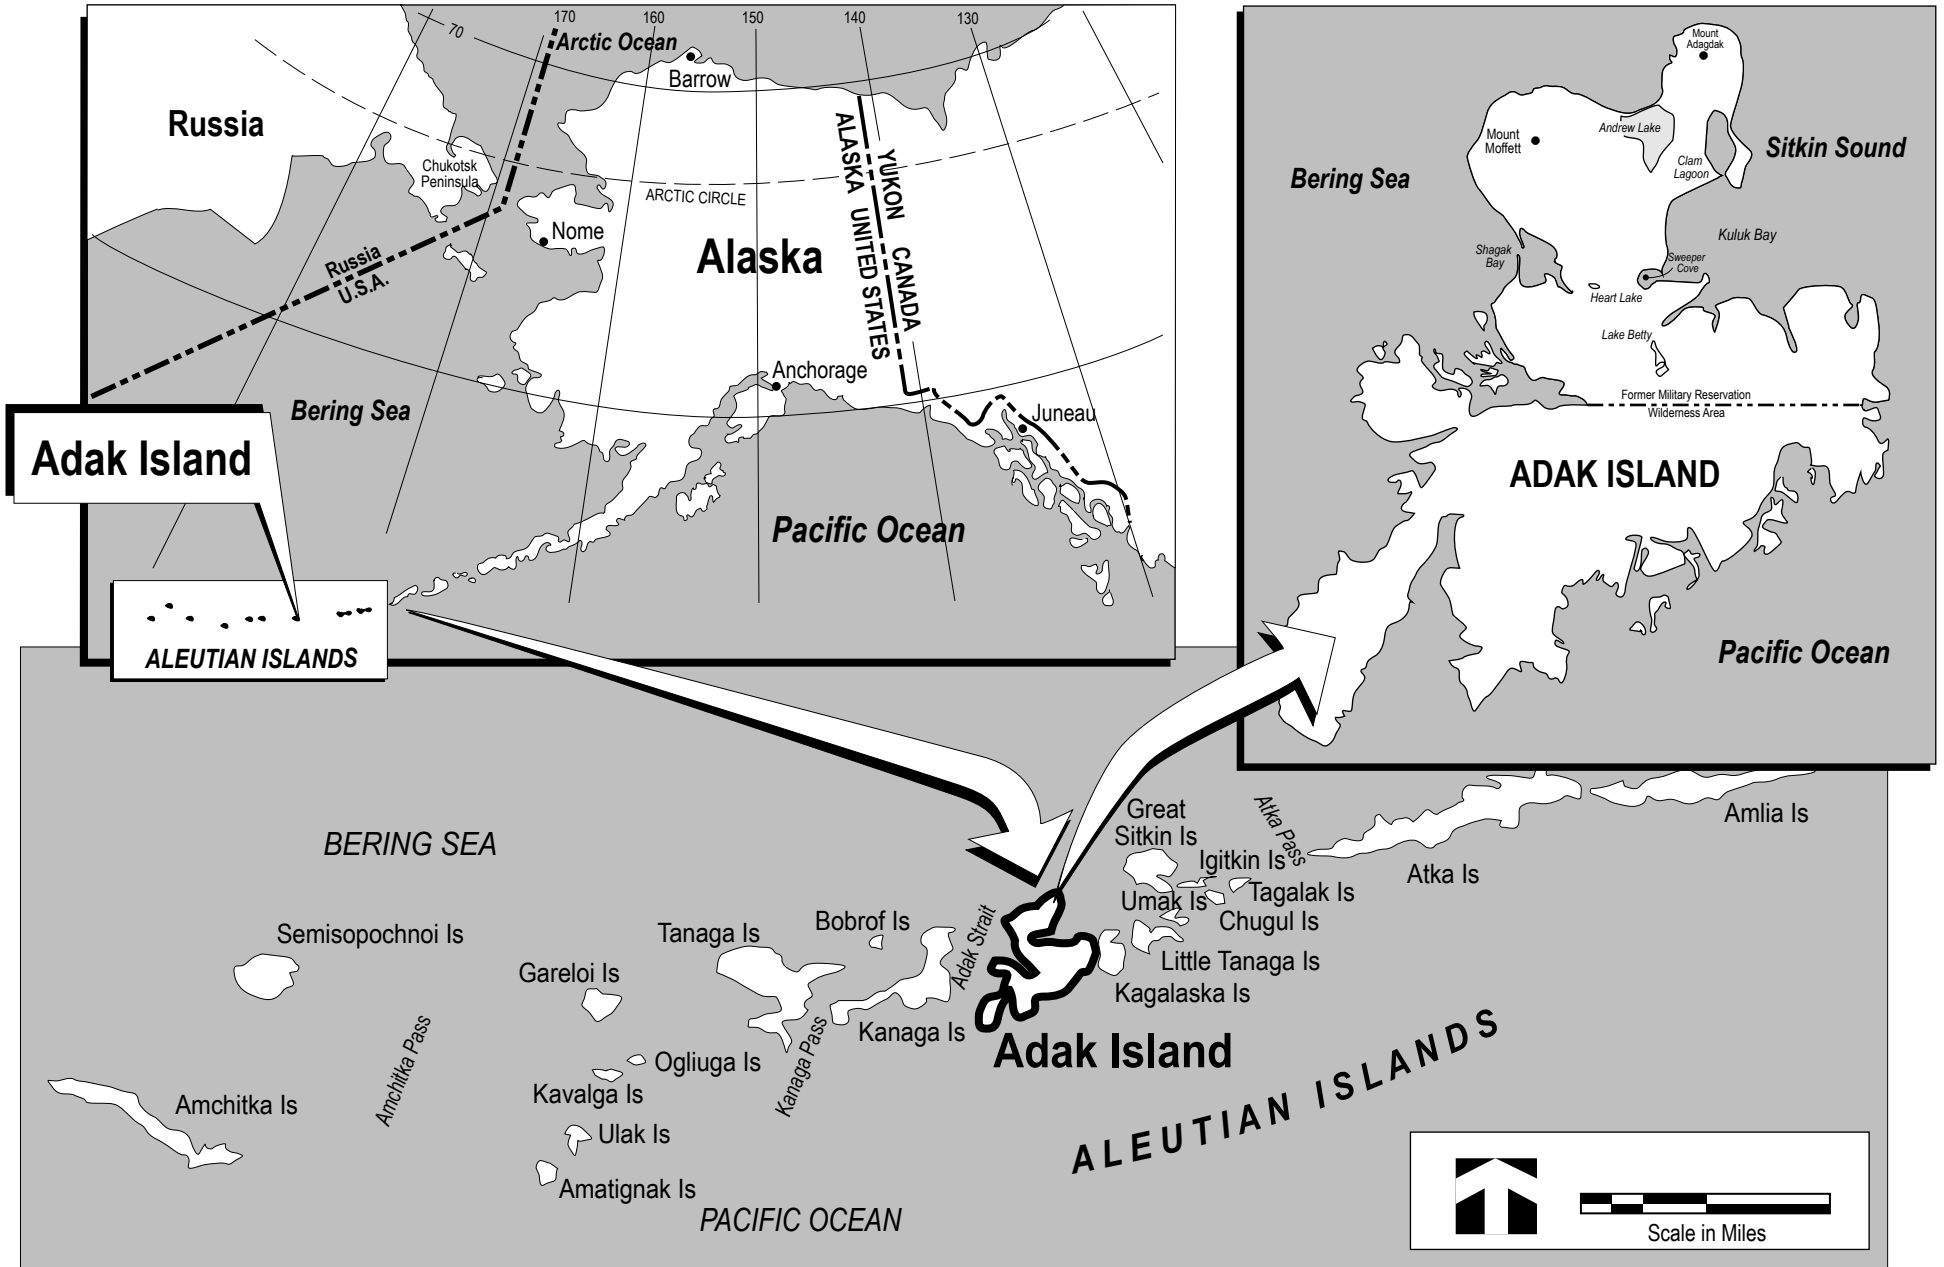 170
160
150
140
130
70
Arctic Ocean
Barrow
Russia
Chukotsk
Peninsula
ARCTIC CIRCLE
ALASKA UNITED STATES
YUKON CANADA
Nome
Alaska
Russia
U.S.A.
Anchorage
Juneau
Bering Sea
Adak Island
Pacific Ocean
ALEUTIAN ISLANDS
Mount
Adagdak
Mount
Moffett
Andrew Lake
Clam
Lagoon
Sitkin Sound
Bering Sea
Shagak
Bay
Kuluk Bay
Sweeper
Cove
Heart Lake
Lake Betty
Former Military Reservation
Wilderness Area
ADAK ISLAND
Pacific Ocean
BERING SEA
Great
Sitkin Is
Atka Pass
Igitkin Is
Amlia Is
Atka Is
Tagalak Is
Umak Is
Chugul Is
Little Tanaga Is
Kagalaska Is
Adak Strait
Bobrof Is
Tanaga Is
Semisopochnoi Is
Gareloi Is
Kanaga Is
Adak Island
Kanaga Pass
Ogliuga Is
Kavalga Is
Amchitka Pass
Amchitka Is
Ulak Is
Amatignak Is
ALEUTIAN ISLANDS
PACIFIC OCEAN
Scale in Miles